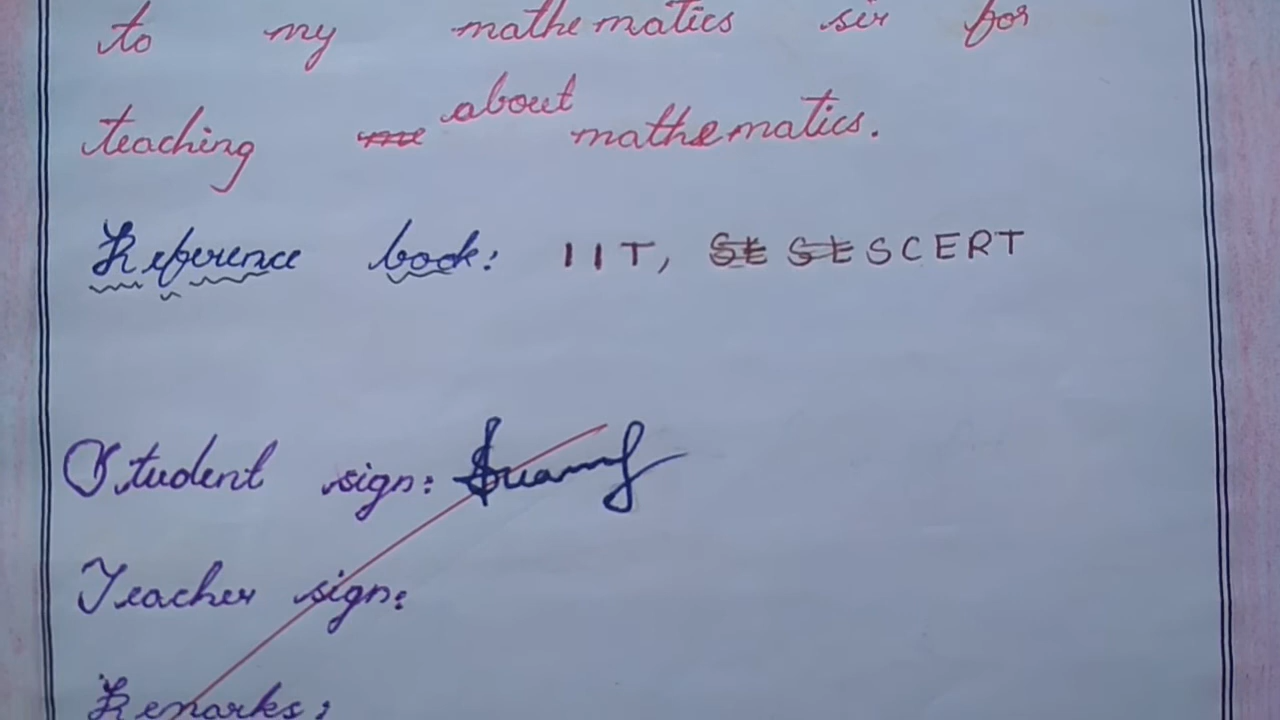 to my mathematics sir for
teaching about mathematics.
Reference book: IIT, SCERT
Student sign:
Teacher sign:
Remarks: